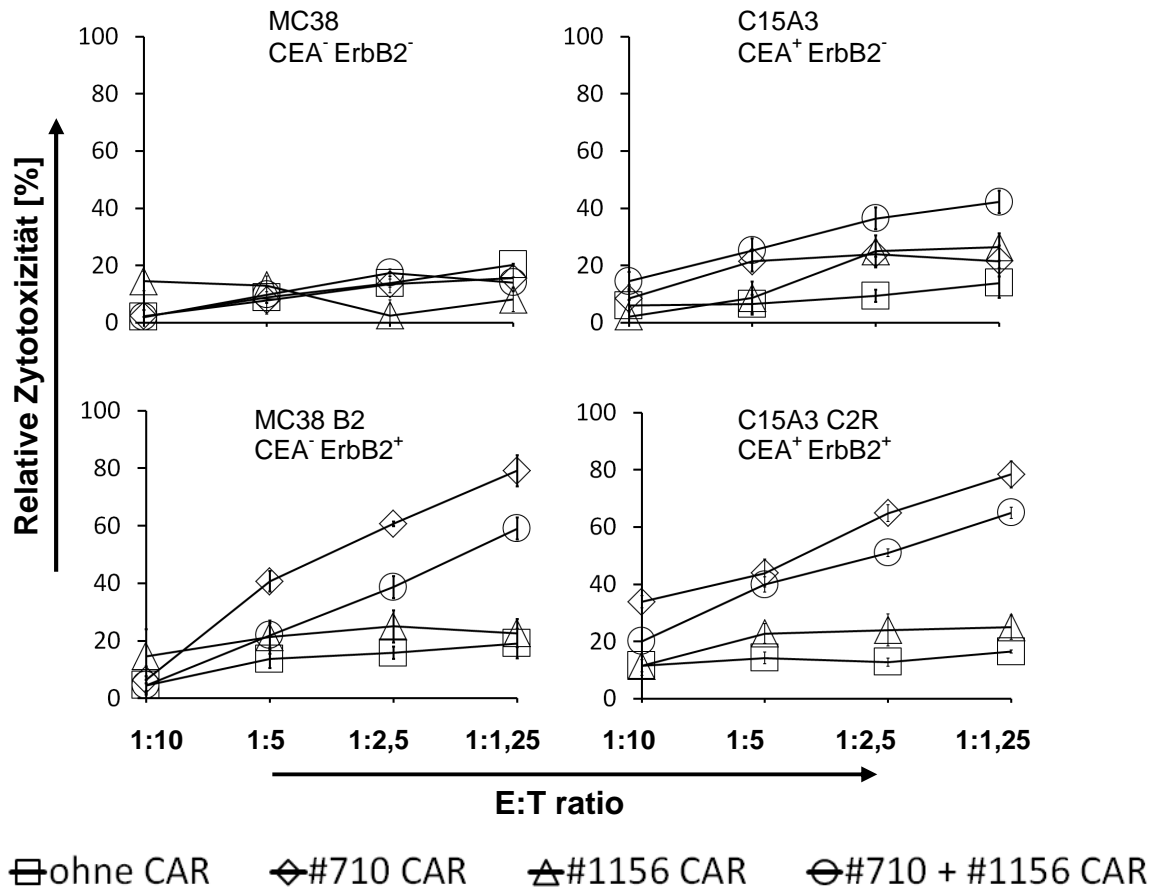 MC38
CEA⁻ ErbB2⁻
C15A3
CEA⁺ ErbB2⁻
100
80
60
40
20
0
100
80
60
40
20
0
Relative Zytotoxizität [%]
MC38 B2
CEA⁻ ErbB2⁺
C15A3 C2R
CEA⁺ ErbB2⁺
100
80
60
40
20
0
100
80
60
40
20
0
1:10 1:5 1:2,5 1:1,25
1:10 1:5 1:2,5 1:1,25
E:T ratio
ohne CAR #710 CAR #1156 CAR #710 + #1156 CAR